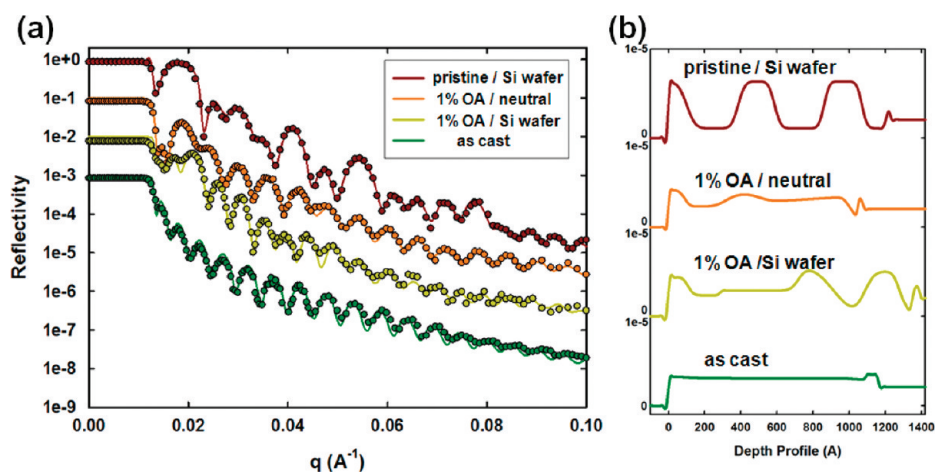 (a)
1e+0
1e-1
1e-2
1e-3
1e-4
1e-5
1e-6
1e-7
1e-8
1e-9
Reflectivity
0.00 0.02 0.04 0.06 0.08 0.10
q (A⁻¹)
pristine / Si wafer
1% OA / neutral
1% OA / Si wafer
as cast
(b)
1e-5
pristine / Si wafer
0
1e-5
1% OA / neutral
0
1e-5
1% OA /Si wafer
0
1e-5
as cast
0
0 200 400 600 800 1000 1200 1400
Depth Profile (A)